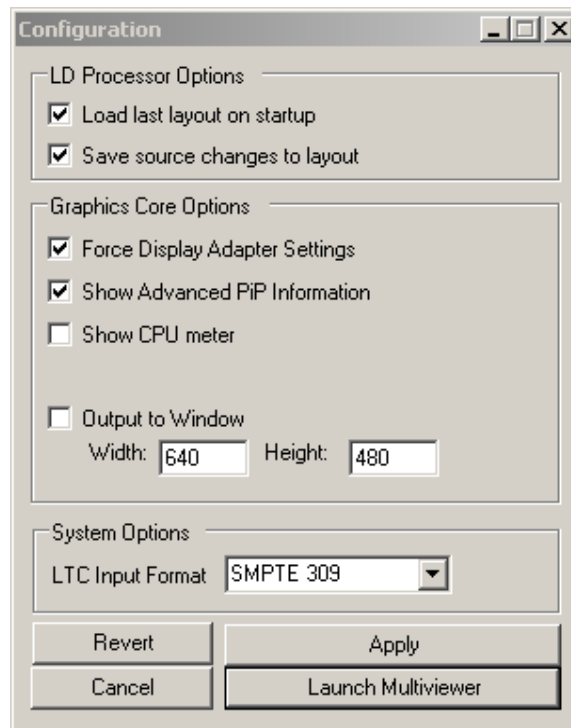 Configuration
LD Processor Options
Load last layout on startup
Save source changes to layout
Graphics Core Options
Force Display Adapter Settings
Show Advanced PiP Information
Show CPU meter
Output to Window
Width: 640 Height: 480
System Options
LTC Input Format SMPTE 309
Revert Apply
Cancel Launch Multiviewer